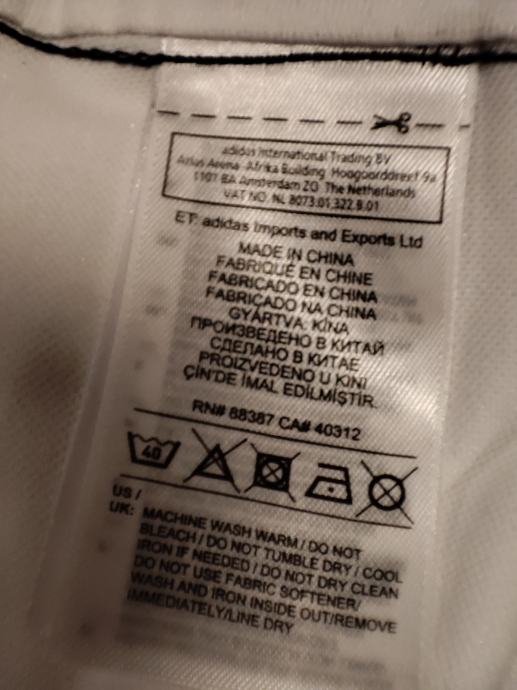 adidas International Trading BV
Atlas Arena Afrika Building Hoogoorddreef 9a
1101 BA Amsterdam ZO The Netherlands
VAT NO. NL 8073.01.322.B.01
ET: adidas Imports and Exports Ltd
MADE IN CHINA
FABRIQUÉ EN CHINE
FABRICADO EN CHINA
FABRICADO NA CHINA
GYÁRTVA: KÍNA
ПРОИЗВЕДЕНО В КИТАЙ
СДЕЛАНО В КИТАЕ
PROIZVEDENO U KINI
ÇİN'DE İMAL EDİLMİŞTİR.
RN# 88387 CA# 40312
40
US /
UK: MACHINE WASH WARM / DO NOT
BLEACH / DO NOT TUMBLE DRY / COOL
IRON IF NEEDED / DO NOT DRY CLEAN
DO NOT USE FABRIC SOFTENER/
WASH AND IRON INSIDE OUT/REMOVE
IMMEDIATELY/LINE DRY